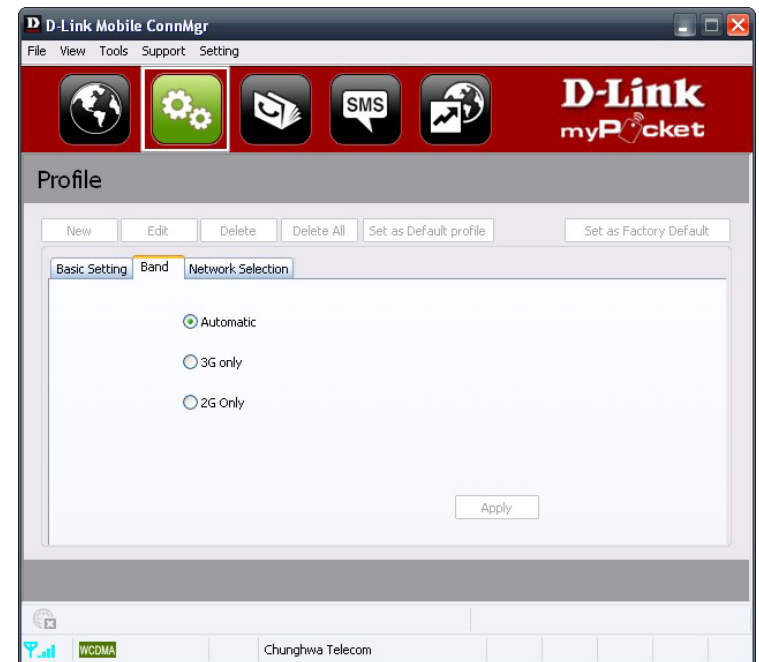 D D-Link Mobile ConnMgr
File View Tools Support Setting
SMS
D-Link
myPocket
Profile
New Edit Delete Delete All Set as Default profile Set as Factory Default
Basic Setting Band Network Selection
Automatic
3G only
2G Only
Apply
WCDMA Chunghwa Telecom